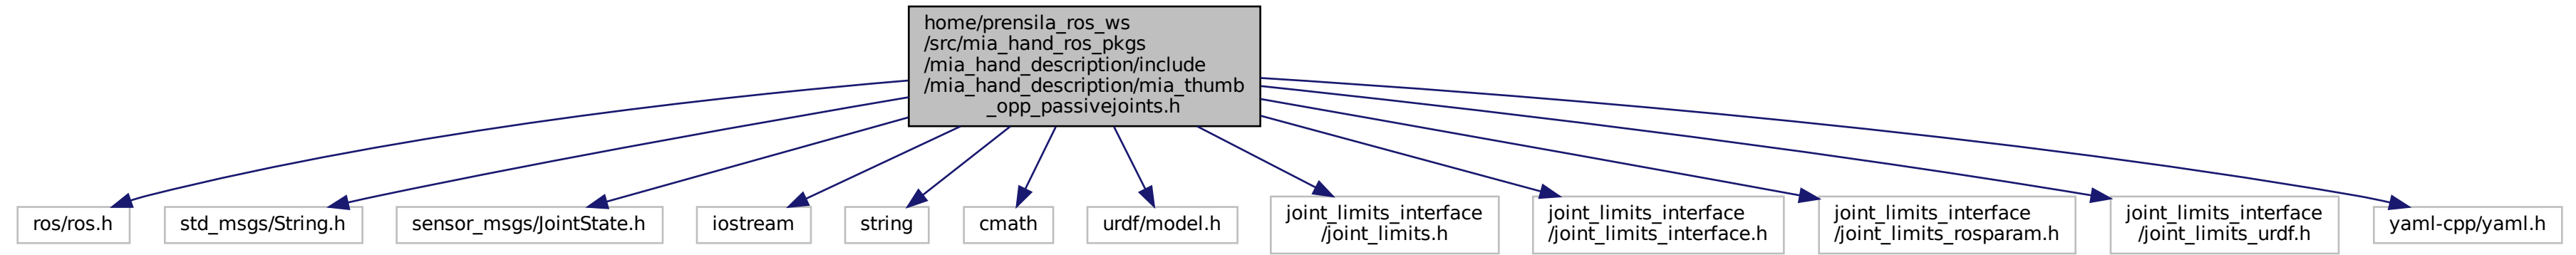 home/prensila_ros_ws
/src/mia_hand_ros_pkgs
/mia_hand_description/include
/mia_hand_description/mia_thumb
_opp_passivejoints.h
ros/ros.h
std_msgs/String.h
sensor_msgs/JointState.h
iostream
string
cmath
urdf/model.h
joint_limits_interface
/joint_limits.h
joint_limits_interface
/joint_limits_interface.h
joint_limits_interface
/joint_limits_rosparam.h
joint_limits_interface
/joint_limits_urdf.h
yaml-cpp/yaml.h